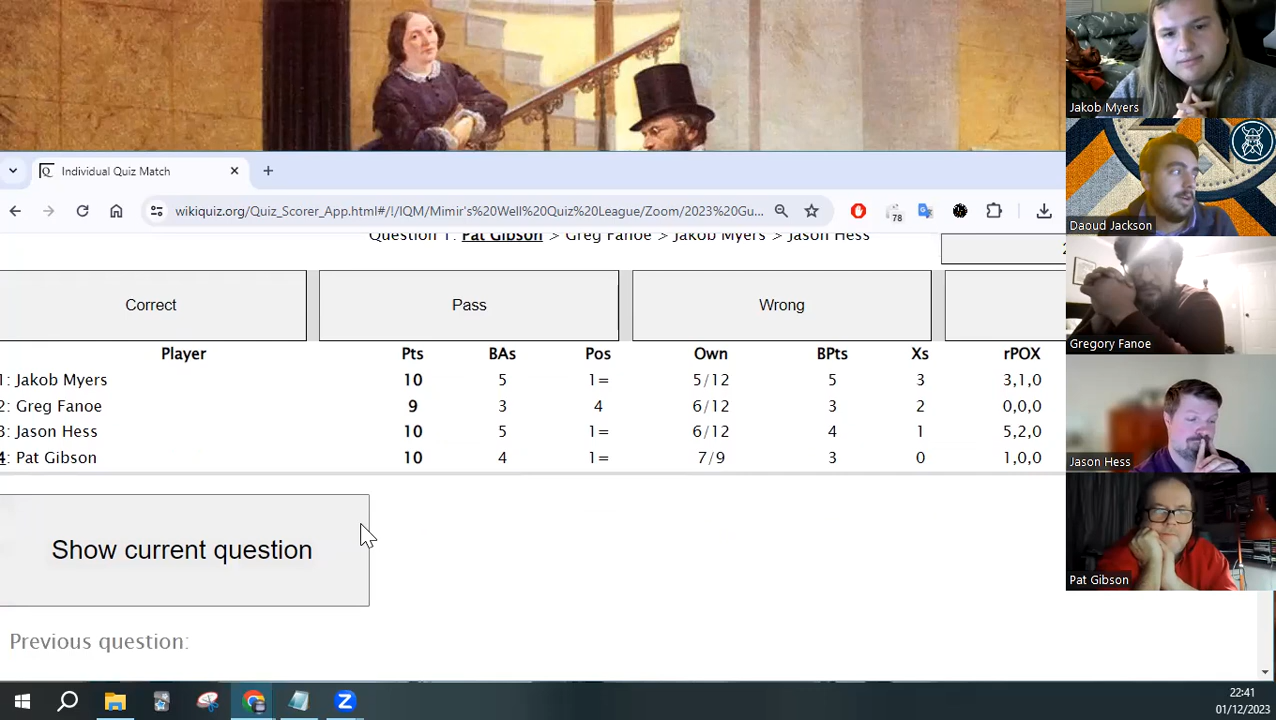 Individual Quiz Match
wikiquiz.org/Quiz_Scorer_App.html#/I/IQM/Mimir's%20Well%20Quiz%20League/Zoom/2023%20Gu...
78
Question 1: Pat Gibson > Greg Fanoe > Jakob Myers > Jason Hess
Correct Pass Wrong
Player Pts BAs Pos Own BPts Xs rPOX
1: Jakob Myers 10 5 1= 5/12 5 3 3,1,0
2: Greg Fanoe 9 3 4 6/12 3 2 0,0,0
3: Jason Hess 10 5 1= 6/12 4 1 5,2,0
4: Pat Gibson 10 4 1= 7/9 3 0 1,0,0
Show current question
Previous question:
Jakob Myers
Daoud Jackson
Gregory Fanoe
Jason Hess
Pat Gibson
22:41
01/12/2023